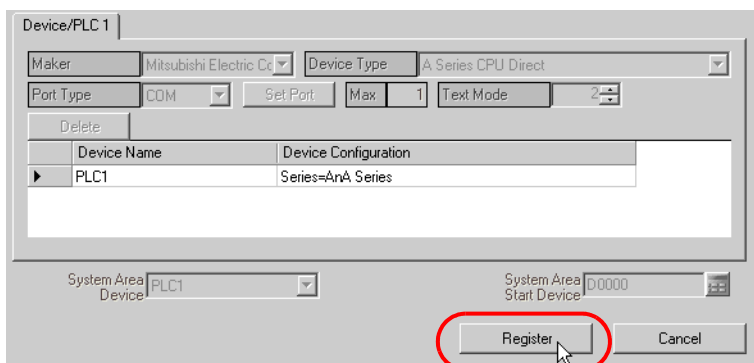 Device/PLC 1
Maker Mitsubishi Electric Co Device Type A Series CPU Direct
Port Type COM Set Port Max 1 Text Mode 2
Delete
Device Name Device Configuration
PLC1 Series=AnA Series
System Area Device PLC1 System Area Start Device D0000
Register Cancel